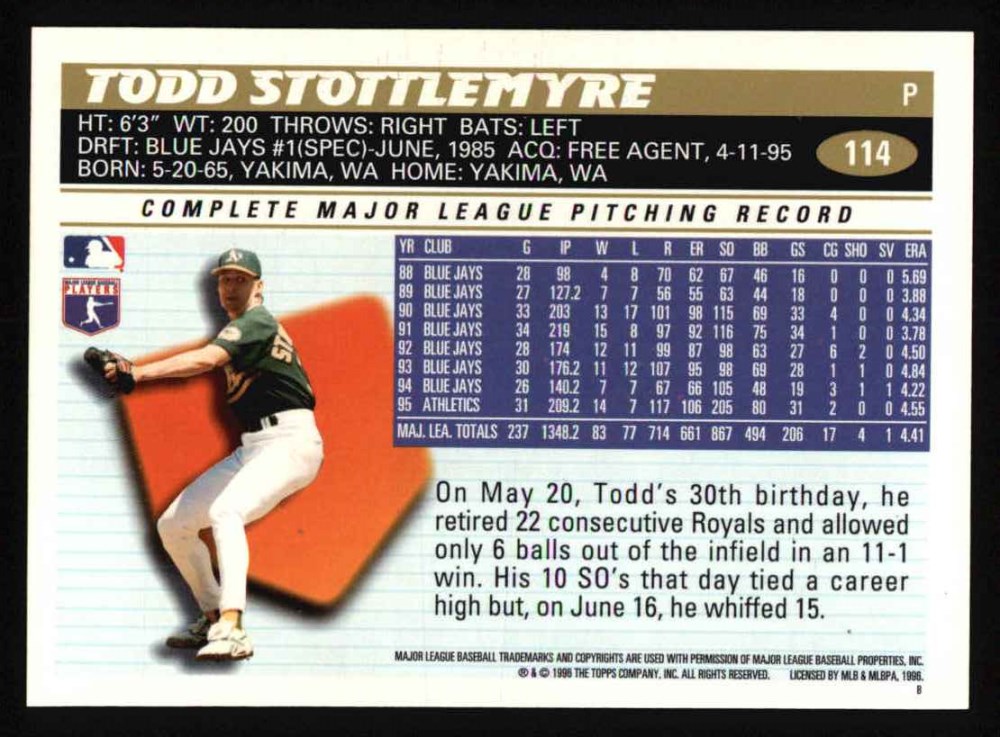 TODD STOTTLEMYRE P
HT: 6'3" WT: 200 THROWS: RIGHT BATS: LEFT
DRFT: BLUE JAYS #1(SPEC)-JUNE, 1985 ACQ: FREE AGENT, 4-11-95
114
BORN: 5-20-65, YAKIMA, WA HOME: YAKIMA, WA
COMPLETE MAJOR LEAGUE PITCHING RECORD
YR CLUB G IP W L R ER SO BB GS CG SHO SV ERA
88 BLUE JAYS 28 98 4 8 70 62 67 46 16 0 0 0 5.69
89 BLUE JAYS 27 127.2 7 7 56 55 63 44 18 0 0 0 3.88
90 BLUE JAYS 33 203 13 17 101 98 115 69 33 4 0 0 4.34
91 BLUE JAYS 34 219 15 8 97 92 116 75 34 1 0 0 3.78
92 BLUE JAYS 28 174 12 11 99 87 98 63 27 6 2 0 4.50
93 BLUE JAYS 30 176.2 11 12 107 95 98 69 28 1 1 0 4.84
94 BLUE JAYS 26 140.2 7 7 67 66 105 48 19 3 1 1 4.22
95 ATHLETICS 31 209.2 14 7 117 106 205 80 31 2 0 0 4.55
MAJ. LEA. TOTALS 237 1348.2 83 77 714 661 867 494 206 17 4 1 4.41
PLAYERS
A's
On May 20, Todd's 30th birthday, he
retired 22 consecutive Royals and allowed
only 6 balls out of the infield in an 11-1
win. His 10 SO's that day tied a career
high but, on June 16, he whiffed 15.
MAJOR LEAGUE BASEBALL TRADEMARKS AND COPYRIGHTS ARE USED WITH PERMISSION OF MAJOR LEAGUE BASEBALL PROPERTIES, INC.
® & © 1996 THE TOPPS COMPANY, INC. ALL RIGHTS RESERVED. LICENSED BY MLB & MLBPA, 1996.
B